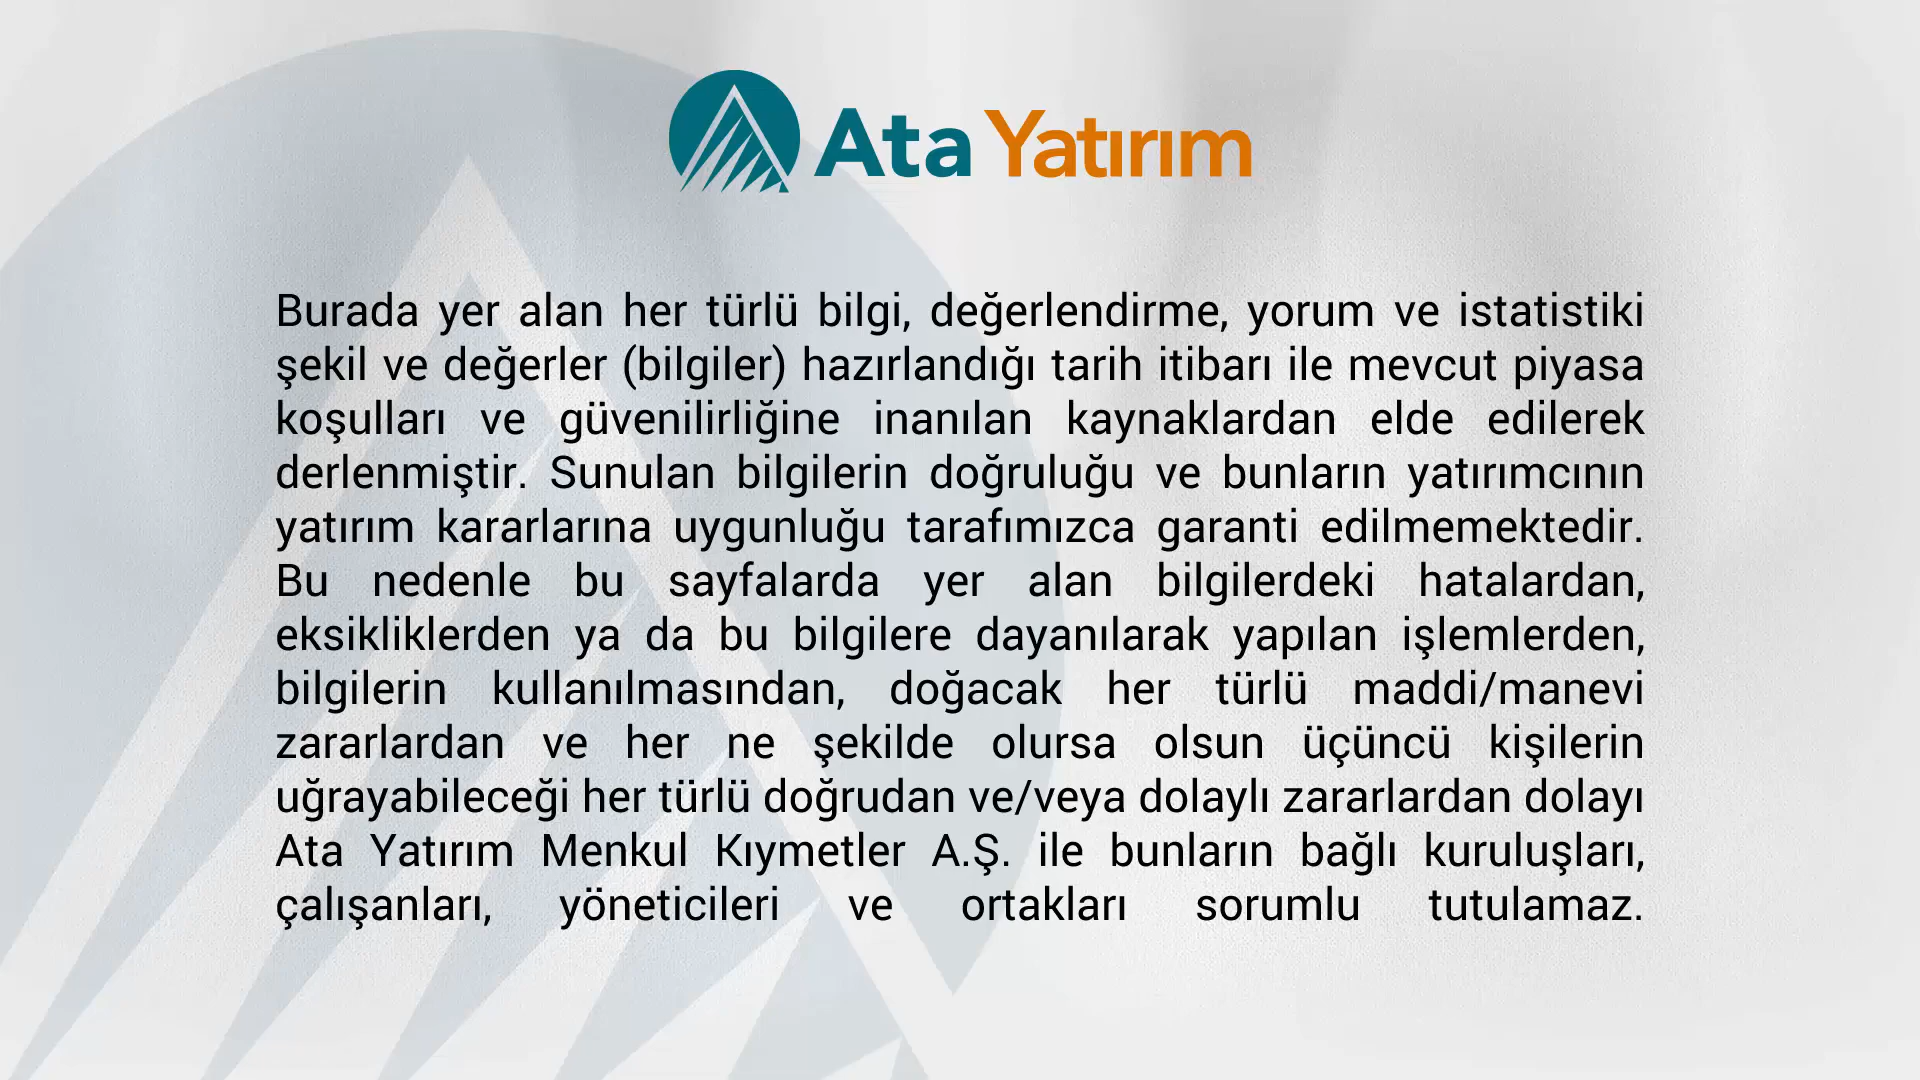 Ata Yatırım
Burada yer alan her türlü bilgi, değerlendirme, yorum ve istatistiki
şekil ve değerler (bilgiler) hazırlandığı tarih itibarı ile mevcut piyasa
koşulları ve güvenilirliğine inanılan kaynaklardan elde edilerek
derlenmiştir. Sunulan bilgilerin doğruluğu ve bunların yatırımcının
yatırım kararlarına uygunluğu tarafımızca garanti edilmemektedir.
Bu nedenle bu sayfalarda yer alan bilgilerdeki hatalardan,
eksikliklerden ya da bu bilgilere dayanılarak yapılan işlemlerden,
bilgilerin kullanılmasından, doğacak her türlü maddi/manevi
zararlardan ve her ne şekilde olursa olsun üçüncü kişilerin
uğrayabileceği her türlü doğrudan ve/veya dolaylı zararlardan dolayı
Ata Yatırım Menkul Kıymetler A.Ş. ile bunların bağlı kuruluşları,
çalışanları, yöneticileri ve ortakları sorumlu tutulamaz.